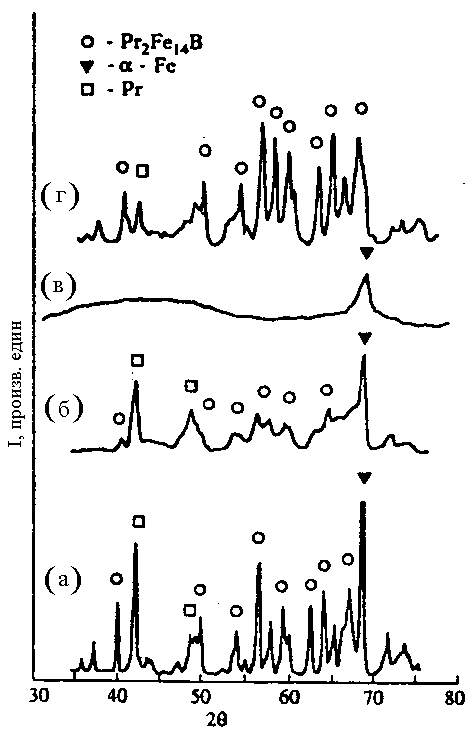 ○ - Pr₂Fe₁₄B
▼ - α - Fe
□ - Pr
(г)
(в)
(б)
(а)
I, произв. един
30 40 50 60 70 80
2θ